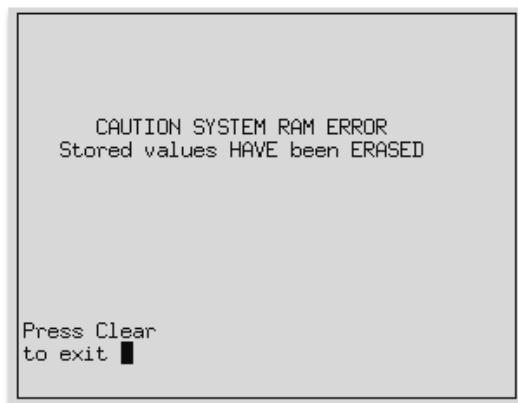 CAUTION SYSTEM RAM ERROR
Stored values HAVE been ERASED
Press Clear
to exit